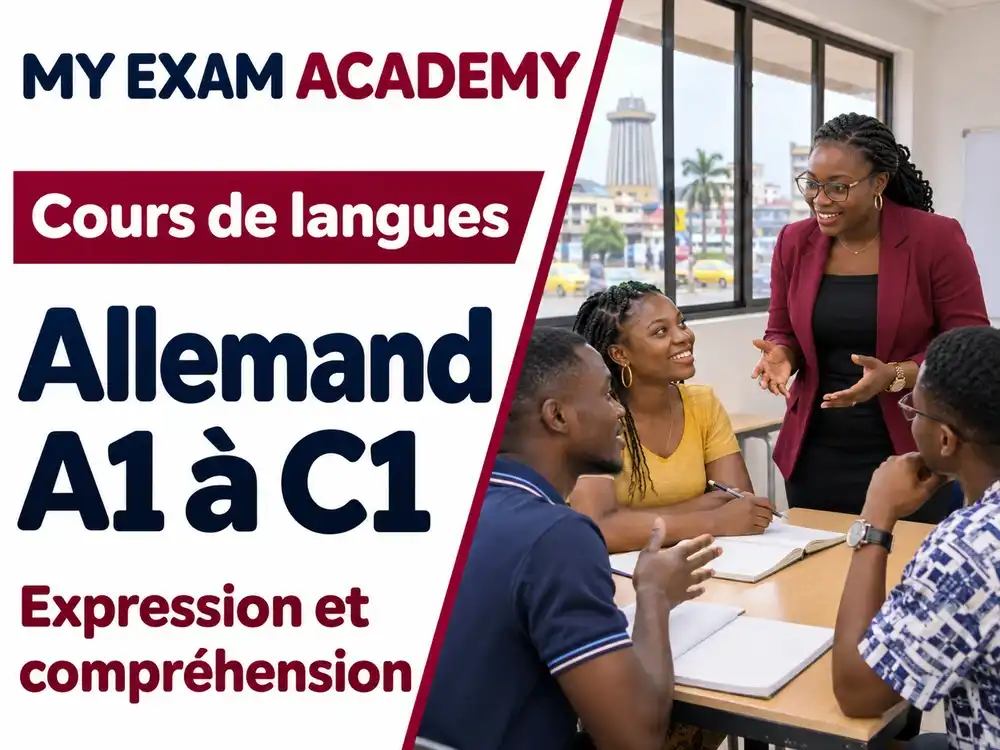 MY EXAM ACADEMY
Cours de langues
Allemand
A1 à C1
Expression et
compréhension